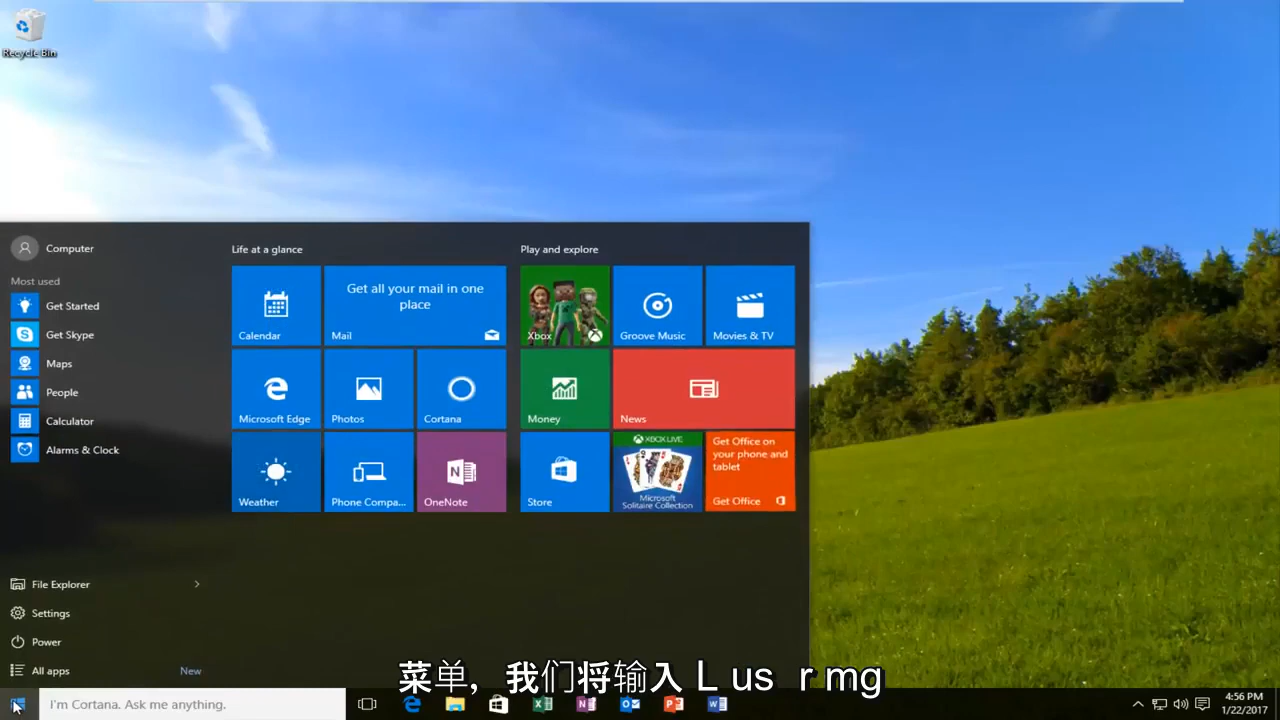 Recycle Bin
Computer
Most used
Get Started
Get Skype
Maps
People
Calculator
Alarms & Clock
File Explorer
Settings
Power
All apps New
Life at a glance
Calendar
Get all your mail in one
place
Mail
Microsoft Edge
Photos
Cortana
Weather
Phone Compa...
OneNote
Play and explore
Xbox
Groove Music
Movies & TV
Money
News
Store
XBOX LIVE
Microsoft
Solitaire Collection
Get Office on
your phone and
tablet
Get Office
菜单，我们将输入 L us r mg
I'm Cortana. Ask me anything.
4:56 PM
1/22/2017